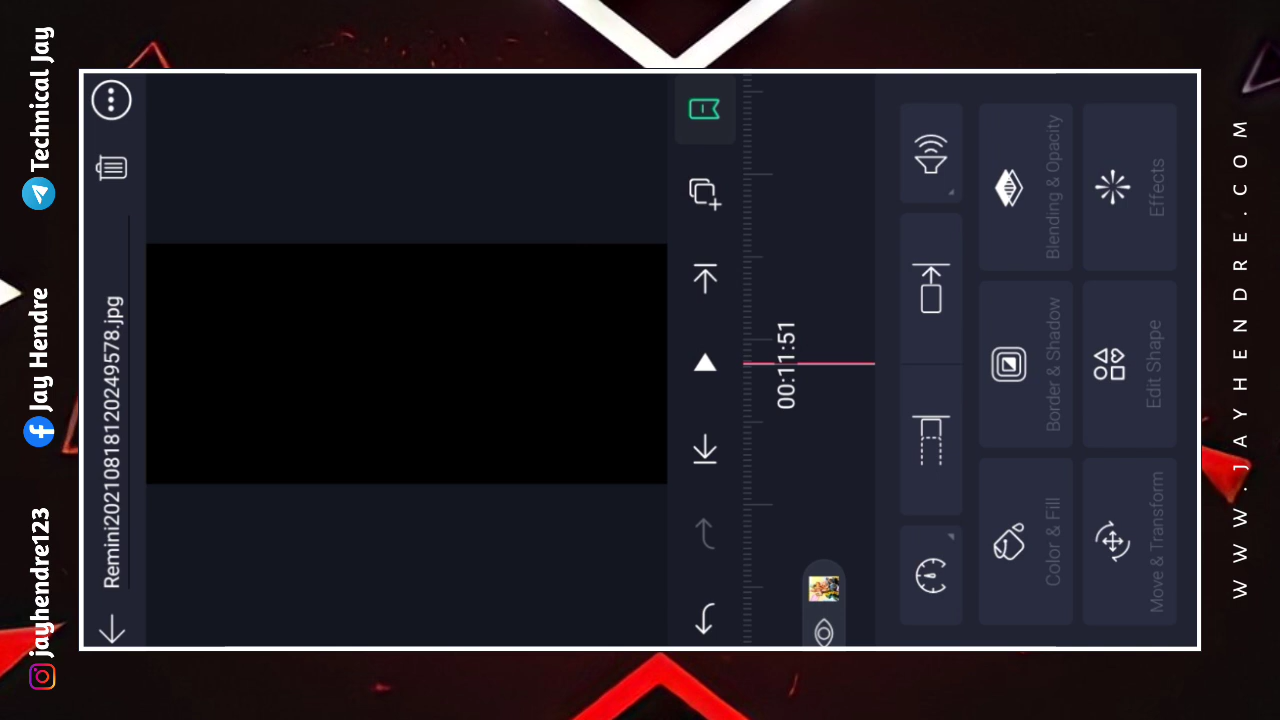 Technical Jay
Jay Hendre
jayhendre123
Remini20210818120249578.jpg
00:11:51
Blending & Opacity
Border & Shadow
Color & Fill
Effects
Edit Shape
Move & Transform
WWW.JAYHENDRE.COM